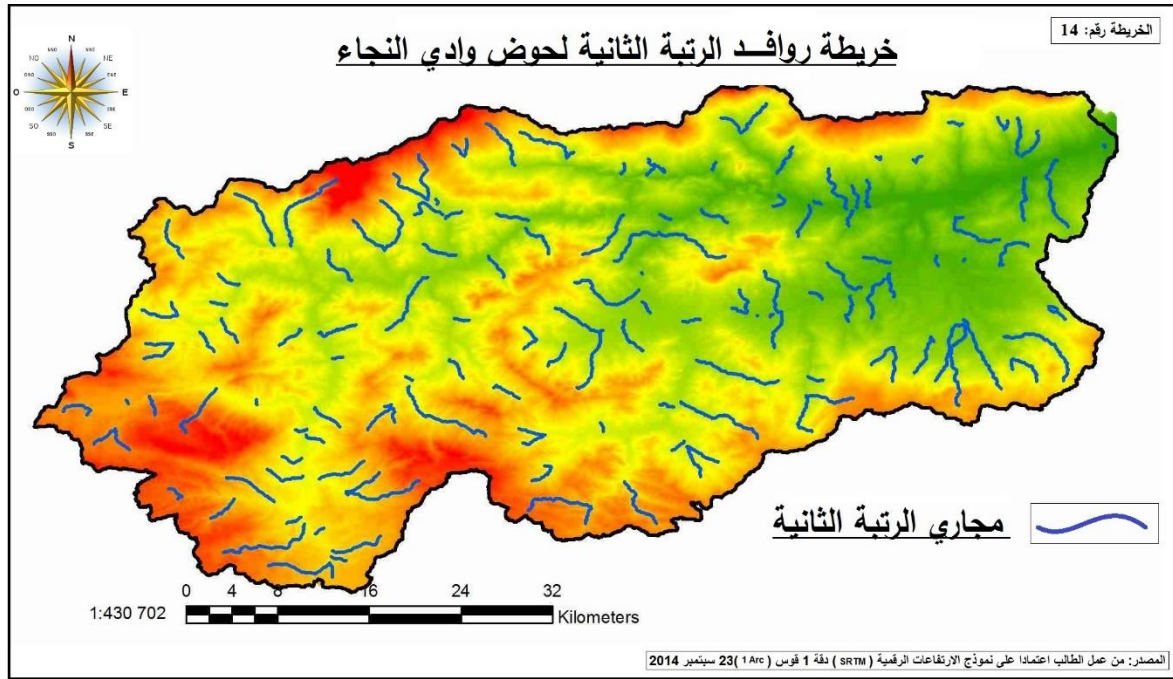 الخريطة رقم: 14
خريطة روافـــد الرتبة الثانية لحوض وادي النجاء
N
NO
NE
O
E
SO
SE
S
مجاري الرتبة الثانية
0 4 8 16 24 32
1:430 702
Kilometers
المصدر: من عمل الطالب اعتمادا على نموذج الارتفاعات الرقمية ( SRTM ) دقة 1 قوس ( 1 Arc )23 سبتمبر 2014